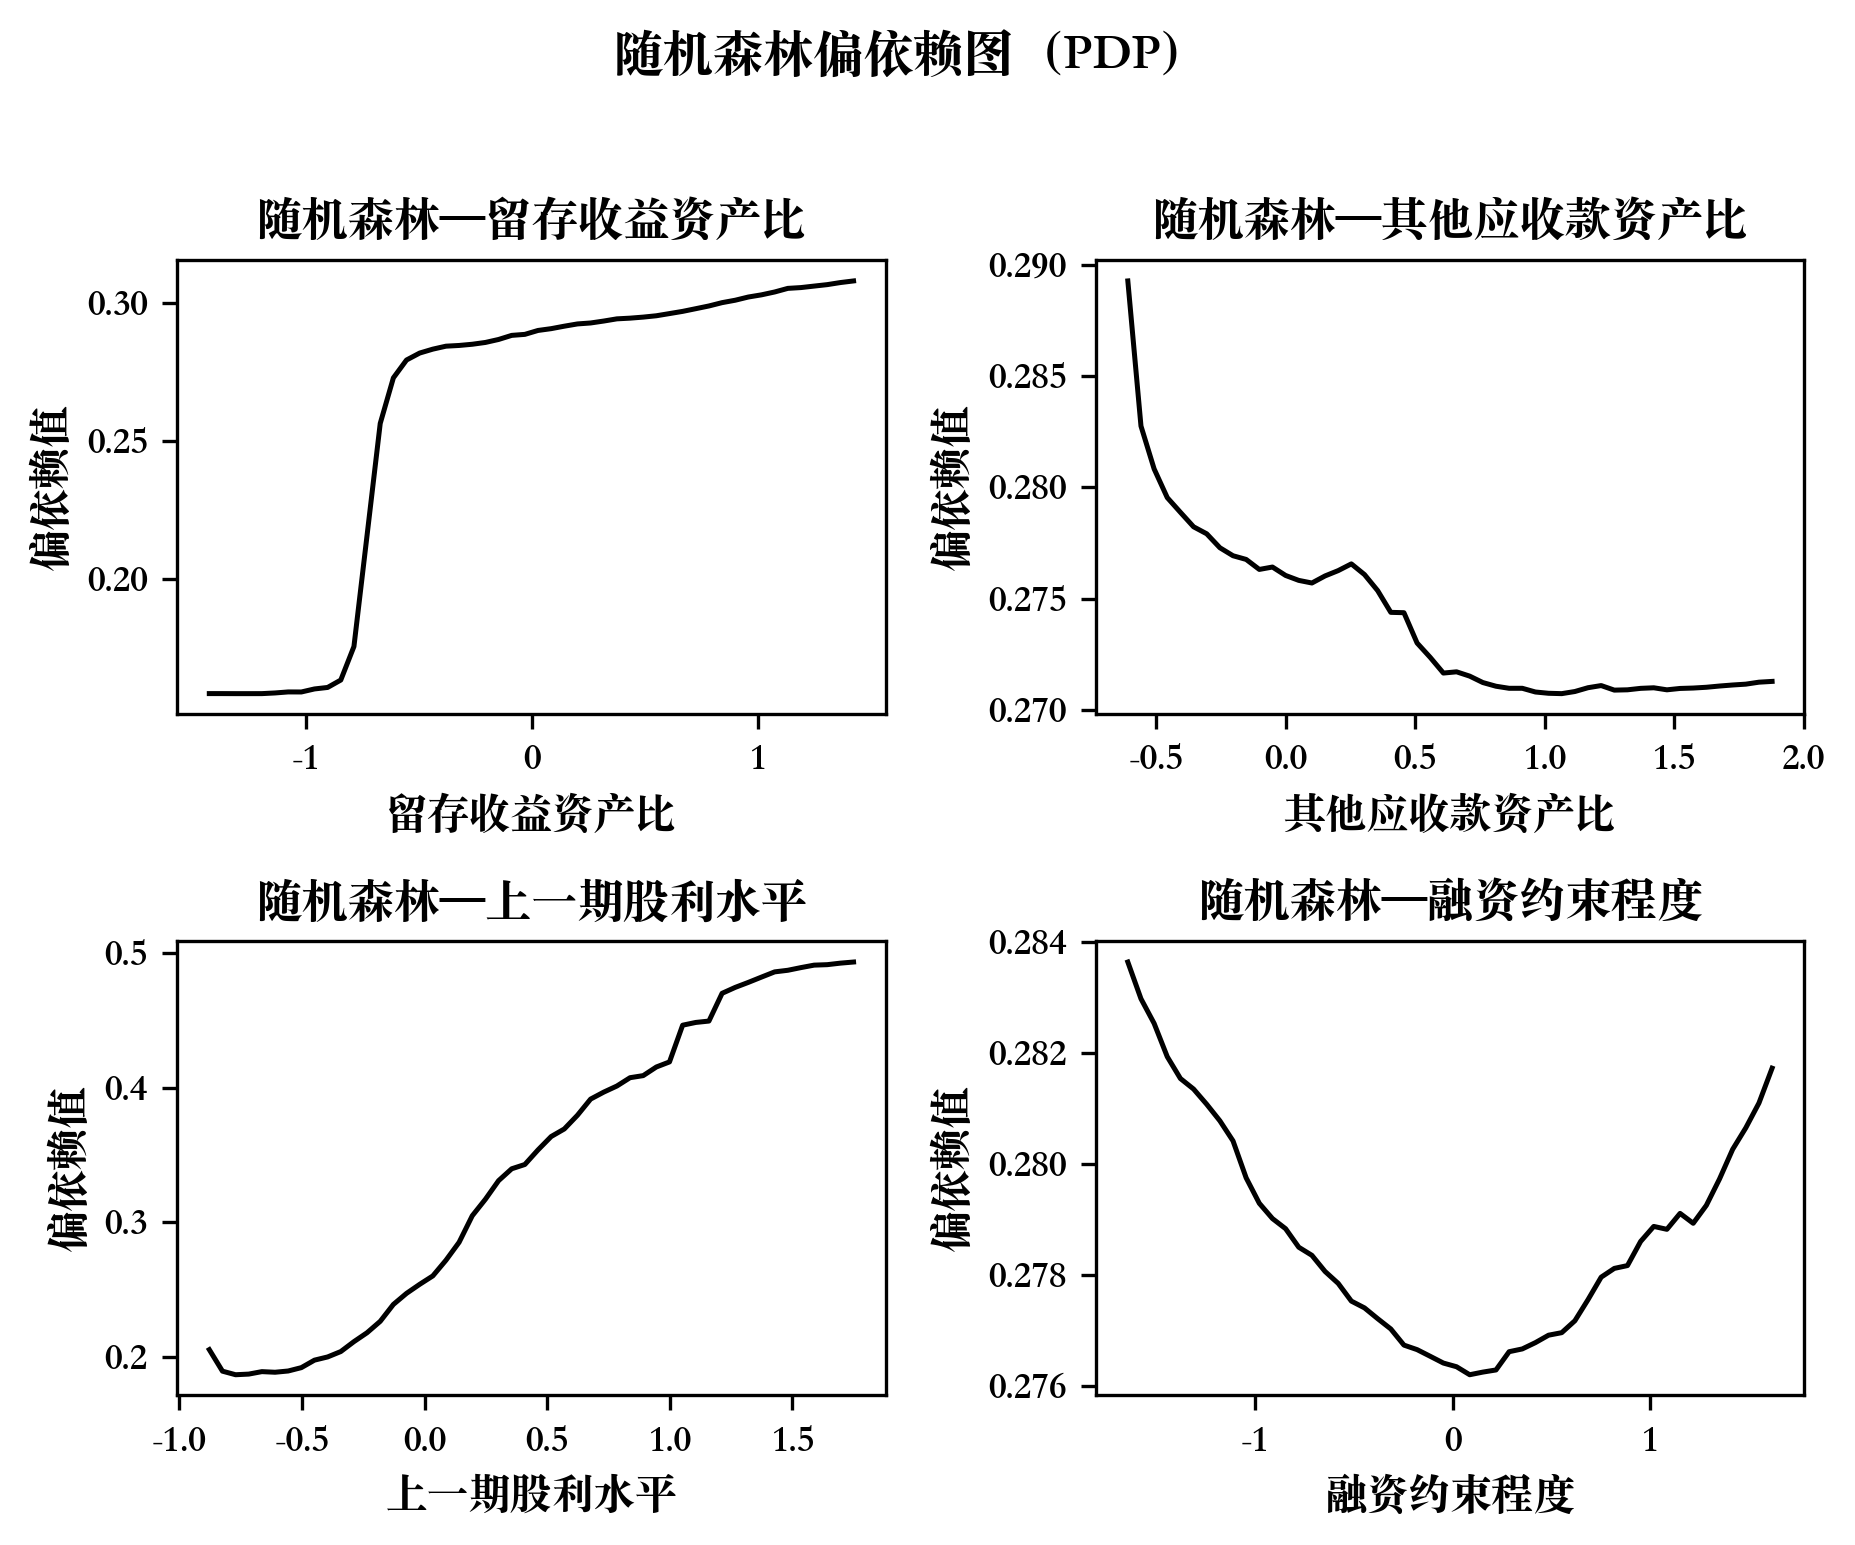 随机森林偏依赖图（PDP）
随机森林—留存收益资产比
偏依赖值
0.30
0.25
0.20
-1 0 1
留存收益资产比
随机森林—其他应收款资产比
偏依赖值
0.290
0.285
0.280
0.275
0.270
-0.5 0.0 0.5 1.0 1.5 2.0
其他应收款资产比
随机森林—上一期股利水平
偏依赖值
0.5
0.4
0.3
0.2
-1.0 -0.5 0.0 0.5 1.0 1.5
上一期股利水平
随机森林—融资约束程度
偏依赖值
0.284
0.282
0.280
0.278
0.276
-1 0 1
融资约束程度